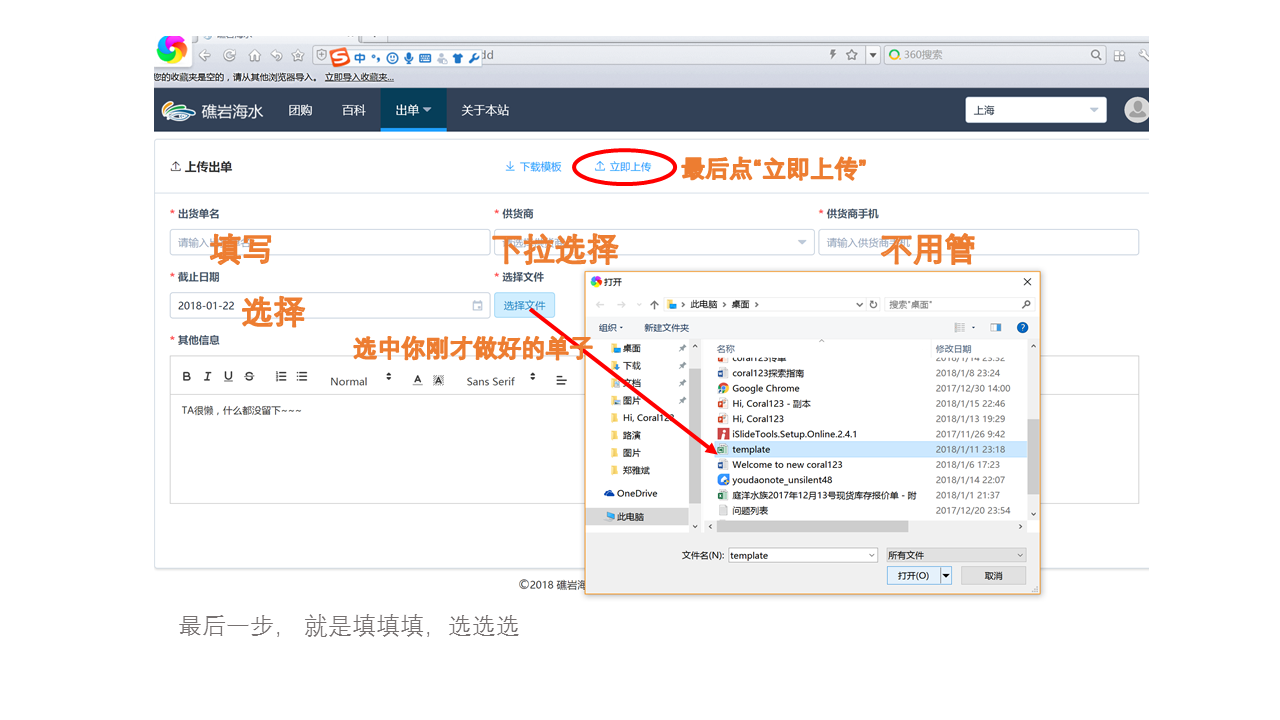 dd
360搜索
您的收藏夹是空的，请从其他浏览器导入。 立即导入收藏夹...
礁岩海水 团购 百科 出单 关于本站 上海
上传出单 下载模板 立即上传 最后点“立即上传”
* 出货单名 * 供货商 * 供货商手机
请输入 填写 下拉选择 请输入供货商手机 不用管
* 截止日期 * 选择文件
2018-01-22 选择 选择文件
* 其他信息 选中你刚才做好的单子
B I U S Normal A A Sans Serif
TA很懒，什么都没留下~~~
打开
此电脑 › 桌面 › 搜索"桌面"
组织 新建文件夹
桌面
下载
文档
图片
Hi, Coral123
路演
图片
郑雅斌
OneDrive
此电脑
名称 修改日期
coral123传单 2018/1/14 23:32
coral123探索指南 2018/1/8 23:24
Google Chrome 2017/12/30 14:00
Hi, Coral123 - 副本 2018/1/15 22:46
Hi, Coral123 2018/1/13 19:29
iSlideTools.Setup.Online.2.4.1 2017/11/26 9:42
template 2018/1/11 23:18
Welcome to new coral123 2018/1/6 17:23
youdaonote_unsilent48 2018/1/14 22:07
庭洋水族2017年12月13号现货库存报价单 - 附 2018/1/1 21:37
问题列表 2017/12/20 23:54
文件名(N): template 所有文件
打开(O) 取消
©2018 礁岩海
最后一步， 就是填填填，选选选